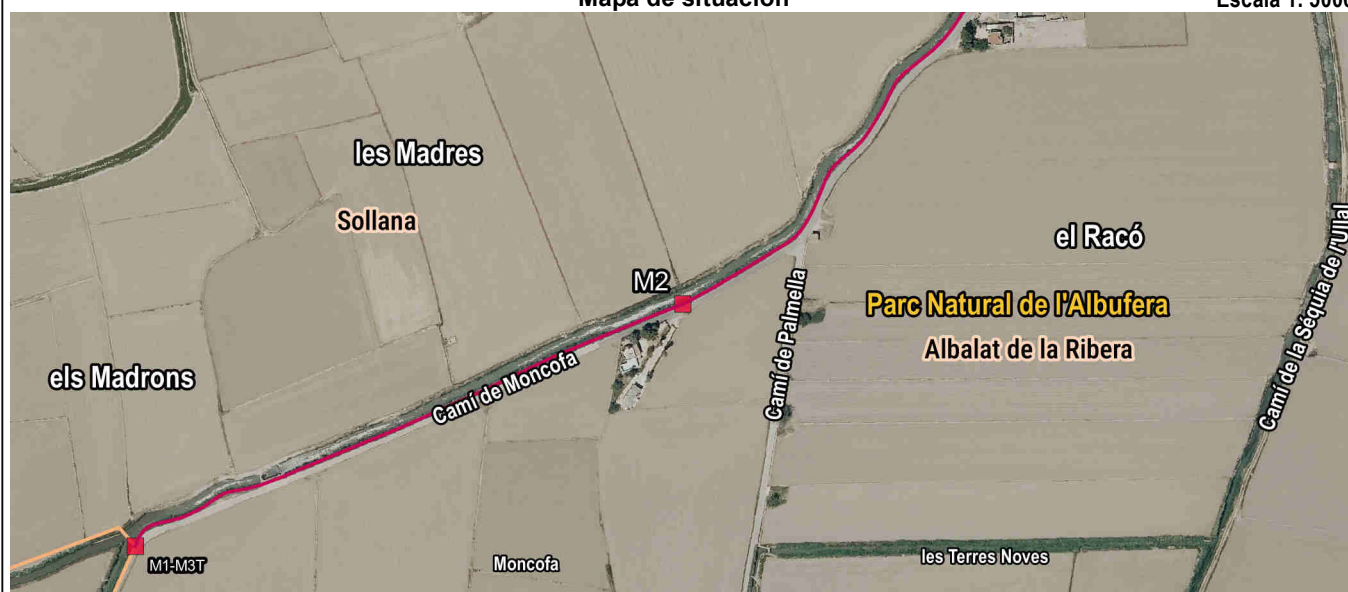 Mapa de situación
Escala 1: 5000
les Madres
Sollana
el Racó
M2
Parc Natural de l'Albufera
Albalat de la Ribera
els Madrons
Camí de Moncofa
Camí de Palmella
Camí de la Séquia de l'Ullal
M1-M3T
Moncofa
les Terres Noves